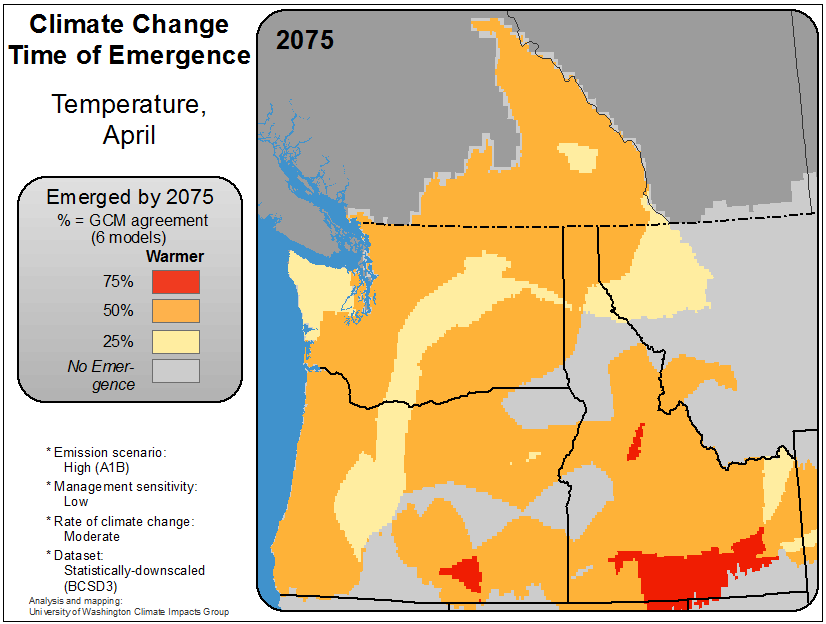 Climate Change
Time of Emergence
Temperature,
April
2075
Emerged by 2075
% = GCM agreement
(6 models)
Warmer
75%
50%
25%
No Emer-
gence
* Emission scenario:
High (A1B)
* Management sensitivity:
Low
* Rate of climate change:
Moderate
* Dataset:
Statistically-downscaled
(BCSD3)
Analysis and mapping:
University of Washington Climate Impacts Group